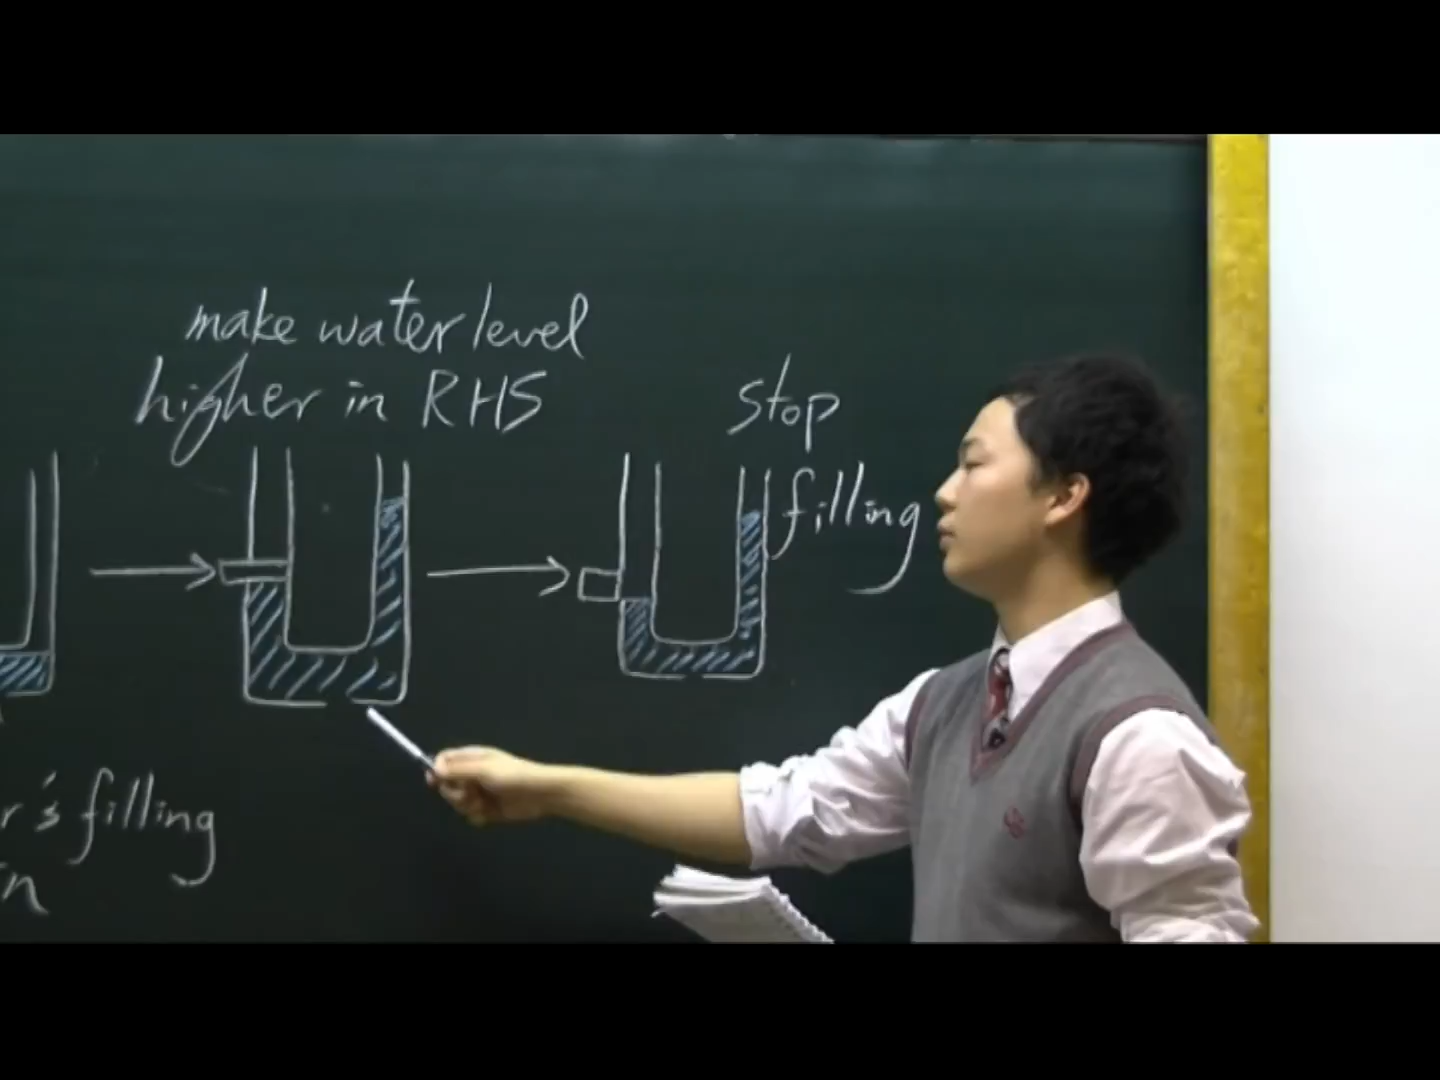 make water level
higher in RHS
stop
filling
r's filling
n